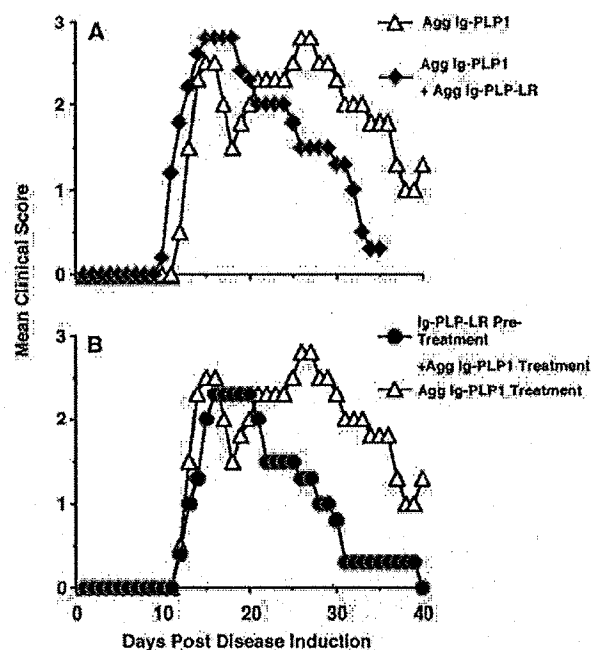 A
3
2
1
0
Agg Ig-PLP1
Agg Ig-PLP1
+ Agg Ig-PLP-LR
Mean Clinical Score
B
3
2
1
0
0
10
20
30
40
Ig-PLP-LR Pre-
Treatment
+Agg Ig-PLP1 Treatment
Agg Ig-PLP1 Treatment
Days Post Disease Induction